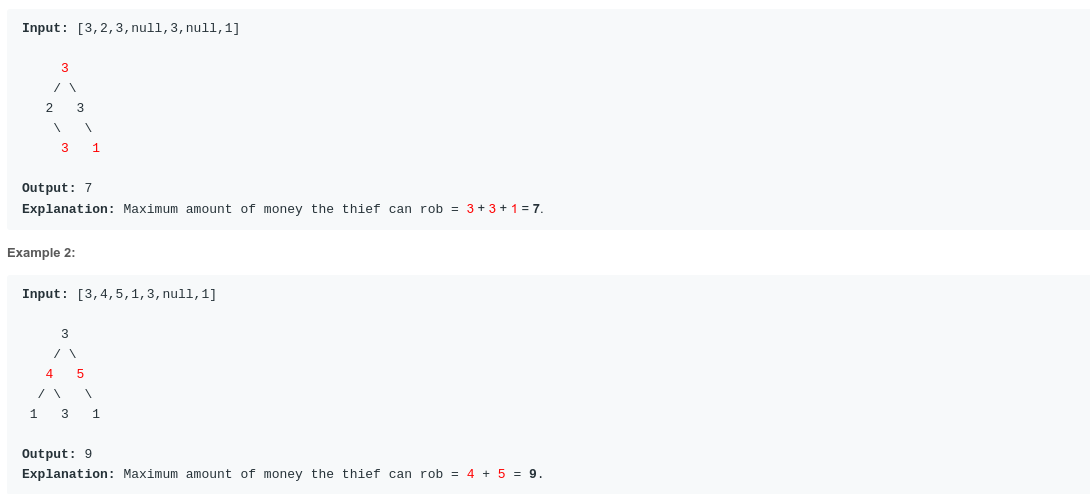 Input: [3,2,3,null,3,null,1]
     3
    / \
   2   3
    \   \
     3   1
Output: 7
Explanation: Maximum amount of money the thief can rob = 3 + 3 + 1 = 7.
Example 2:
Input: [3,4,5,1,3,null,1]
     3
    / \
   4   5
  / \   \
 1   3   1
Output: 9
Explanation: Maximum amount of money the thief can rob = 4 + 5 = 9.